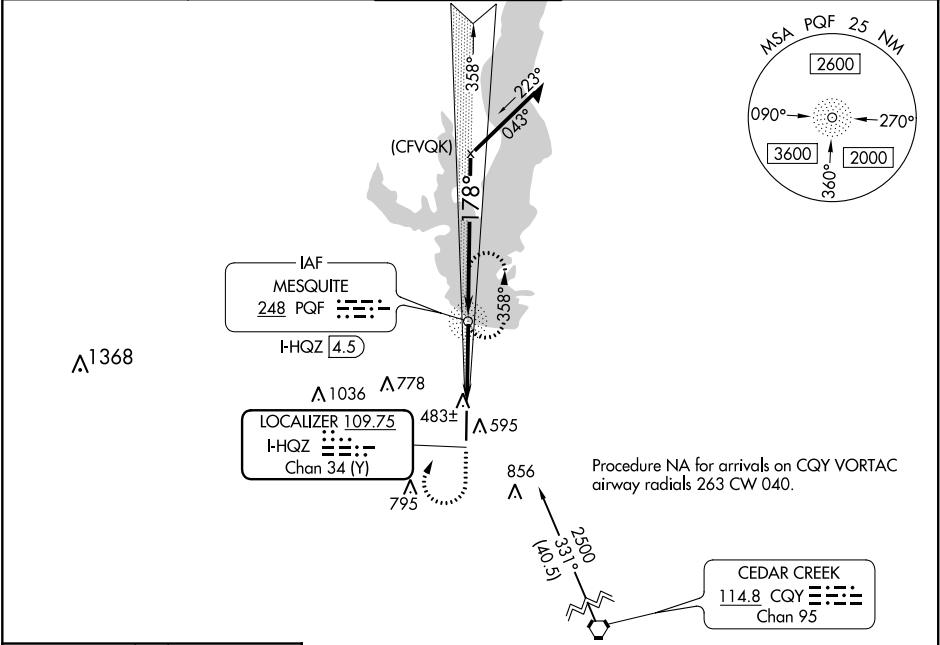 MSA PQF 25 NM
2600
090°
270°
3600
2000
360°
358°
223°
043°
(CFVQK)
178°
IAF
MESQUITE
248 PQF
I-HQZ 4.5
358°
1368
1036
778
483±
595
LOCALIZER 109.75
I-HQZ
Chan 34 (Y)
795
856
Procedure NA for arrivals on CQY VORTAC
airway radials 263 CW 040.
2500
331°
(40.5)
CEDAR CREEK
114.8 CQY
Chan 95